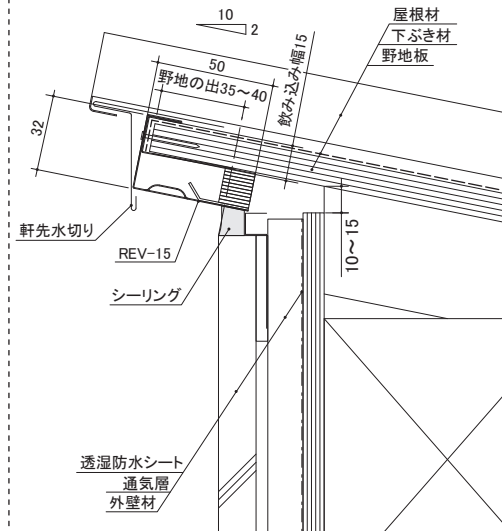 10
2
屋根材
下ぶき材
野地板
50
野地の出35～40
飲み込み幅15
32
軒先水切り
REV-15
シーリング
10～15
透湿防水シート
通気層
外壁材